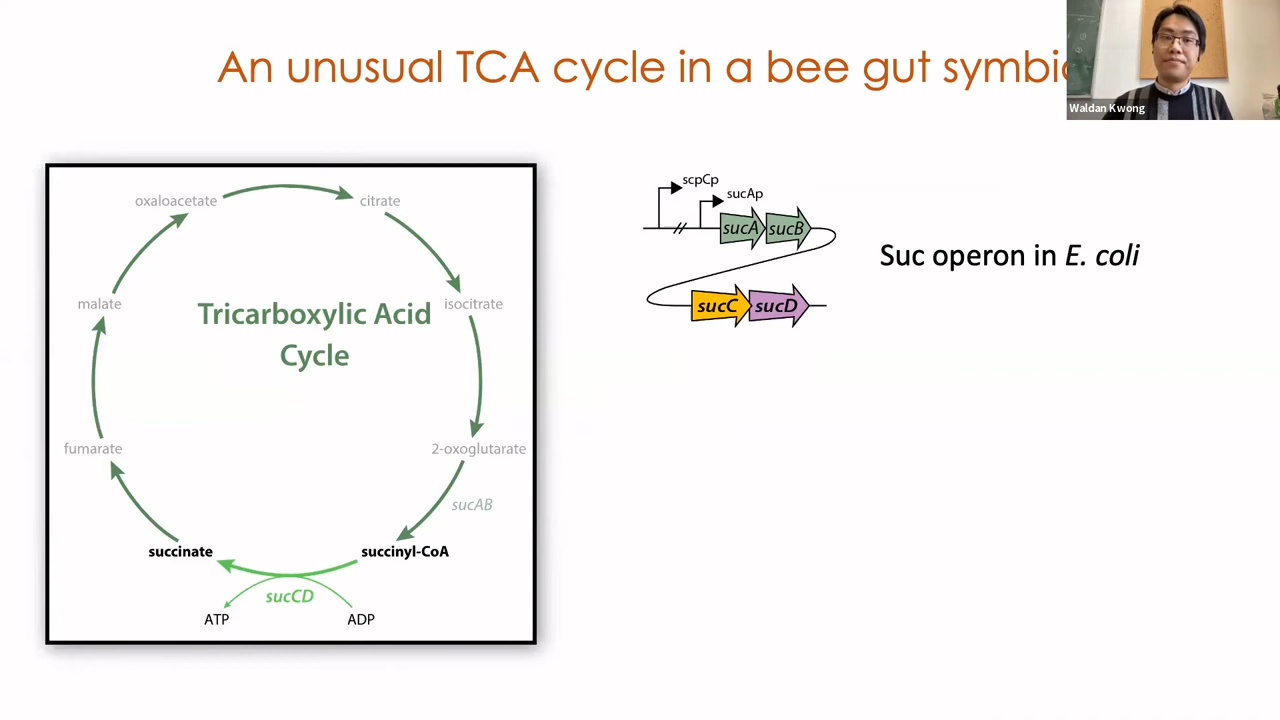 An unusual TCA cycle in a bee gut
Waldan Kwong
oxaloacetate
citrate
malate
isocitrate
Tricarboxylic Acid
Cycle
fumarate
2-oxoglutarate
sucAB
succinate
succinyl-CoA
sucCD
ATP
ADP
scpCp
sucAp
sucA
sucB
sucC
sucD
Suc operon in E. coli